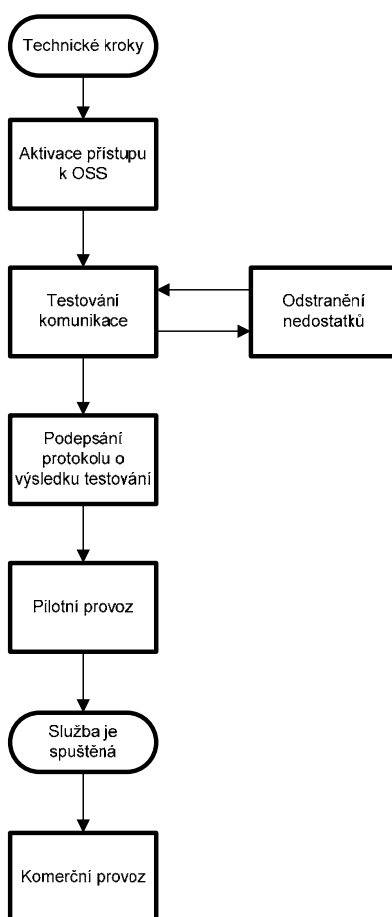 Technické kroky
Aktivace přístupu
k OSS
Testování
komunikace
Odstranění
nedostatků
Podepsání
protokolu o
výsledku testování
Pilotní provoz
Služba je
spuštěná
Komerční provoz